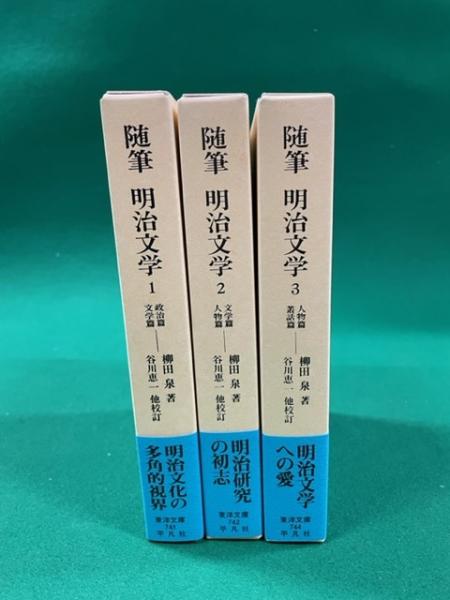 随筆 明治文学 1
政治篇
文学篇
柳田泉 著
谷川恵一 他校訂
明治文化の
多角的視界
東洋文庫
741
平凡社
随筆 明治文学 2
文学篇
人物篇
柳田泉 著
谷川恵一 他校訂
明治研究
の初志
東洋文庫
742
平凡社
随筆 明治文学 3
人物篇
叢話篇
柳田泉 著
谷川恵一 他校訂
明治文学
への愛
東洋文庫
744
平凡社